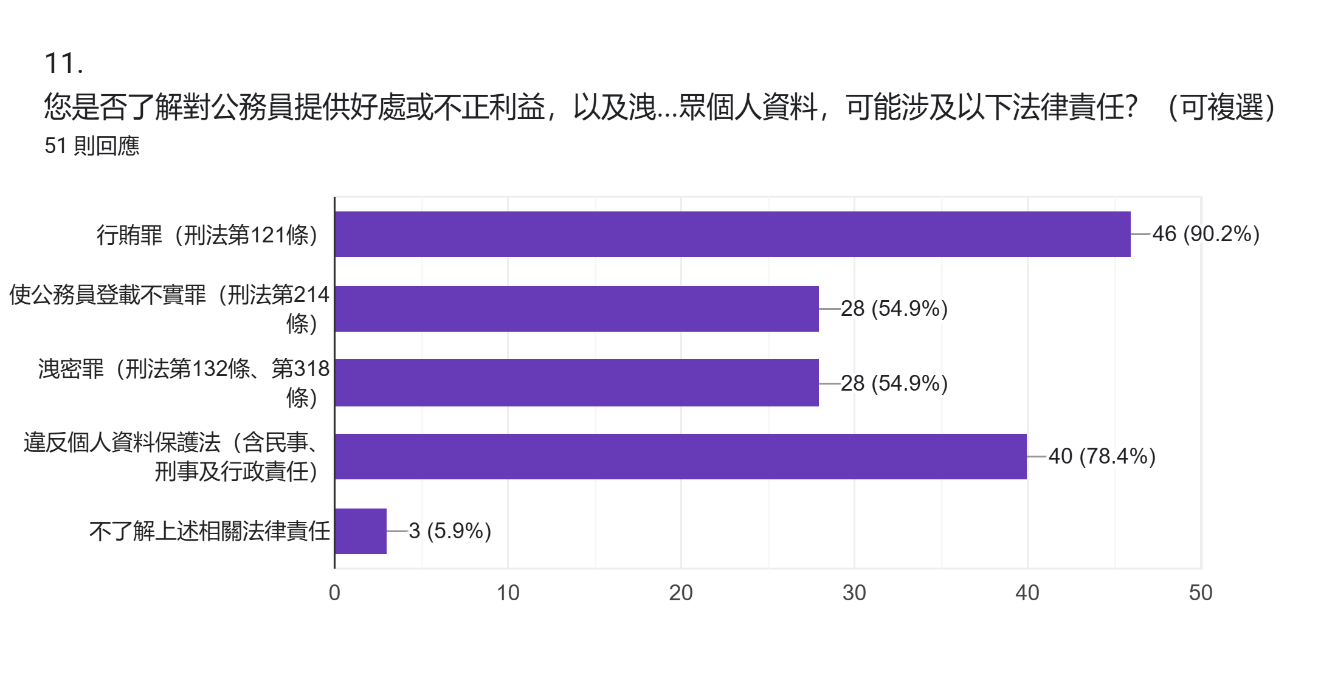 11.
您是否了解對公務員提供好處或不正利益，以及洩...眾個人資料，可能涉及以下法律責任？（可複選）
51 則回應
行賄罪（刑法第121條）
46 (90.2%)
使公務員登載不實罪（刑法第214
條）
28 (54.9%)
洩密罪（刑法第132條、第318
條）
28 (54.9%)
違反個人資料保護法（含民事、
刑事及行政責任）
40 (78.4%)
不了解上述相關法律責任
3 (5.9%)
0
10
20
30
40
50